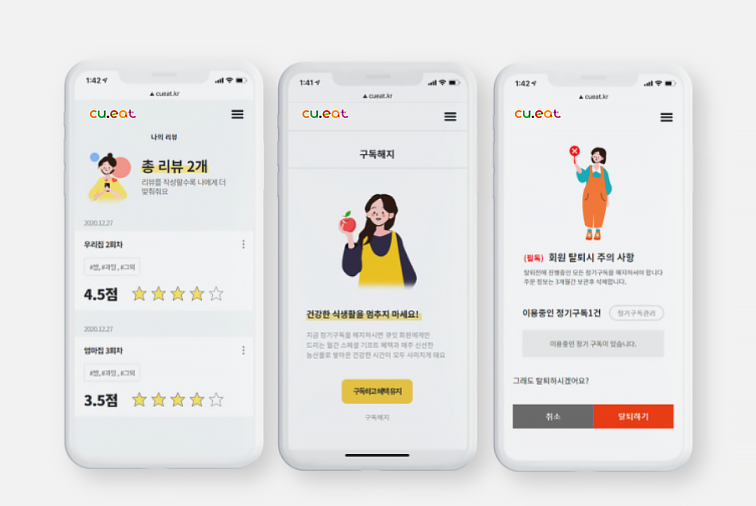 1:42
cueat.kr
cu.eat
나의 리뷰
총 리뷰 2개
리뷰를 작성할수록 나에게 더
맞춰줘요
2020.12.27
우리집 2회차
#쌀, #과일, #그외
4.5점
2020.12.27
엄마집 3회차
#쌀, #과일, #그외
3.5점
1:41
cueat.kr
cu.eat
구독해지
건강한 식생활을 멈추지 마세요!
지금 정기구독을 해지하시면 큐잇 회원에게만
드리는 월간 스페셜 기프트 혜택과 매주 신선한
농산물로 쌓아온 건강한 시간이 모두 사라지게 돼요
구독하고 혜택 유지
구독해지
1:42
cueat.kr
cu.eat
(필독) 회원 탈퇴시 주의 사항
탈퇴전에 진행중인 모든 정기구독을 해지하셔야 합니다
주문 정보는 3개월간 보관후 삭제합니다.
이용중인 정기구독1건 정기구독관리
이용중인 정기 구독이 있습니다.
그래도 탈퇴하시겠어요?
취소 탈퇴하기